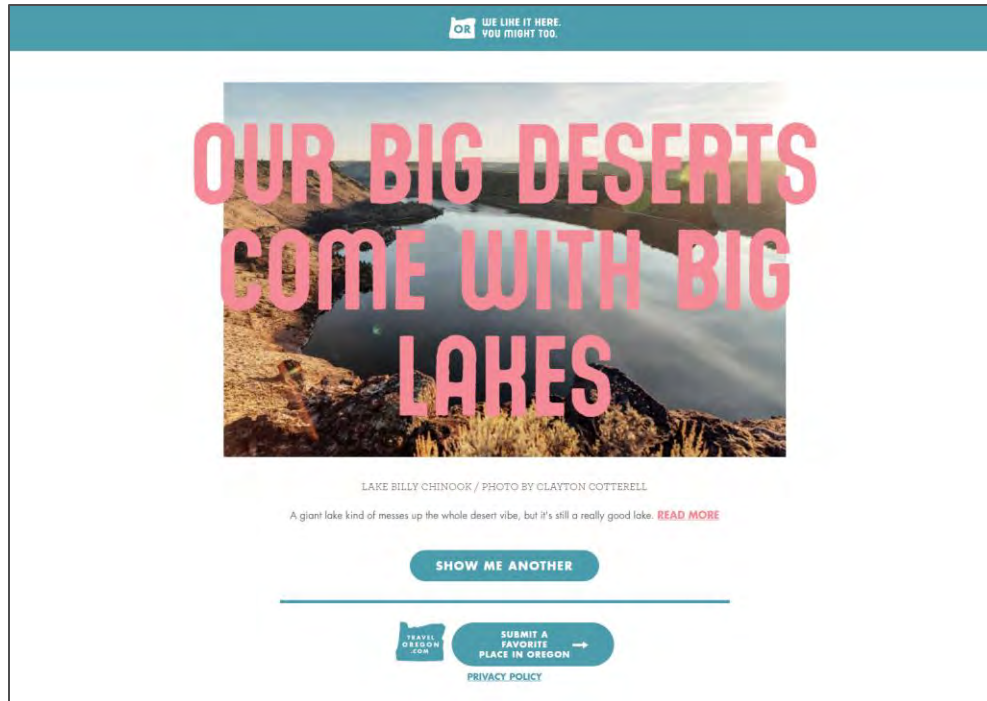 OR
WE LIKE IT HERE.
YOU MIGHT TOO.
OUR BIG DESERTS
COME WITH BIG
LAKES
LAKE BILLY CHINOOK / PHOTO BY CLAYTON COTTERELL
A giant lake kind of messes up the whole desert vibe, but it's still a really good lake. READ MORE
SHOW ME ANOTHER
TRAVEL
OREGON
.COM
SUBMIT A
FAVORITE
PLACE IN OREGON →
PRIVACY POLICY